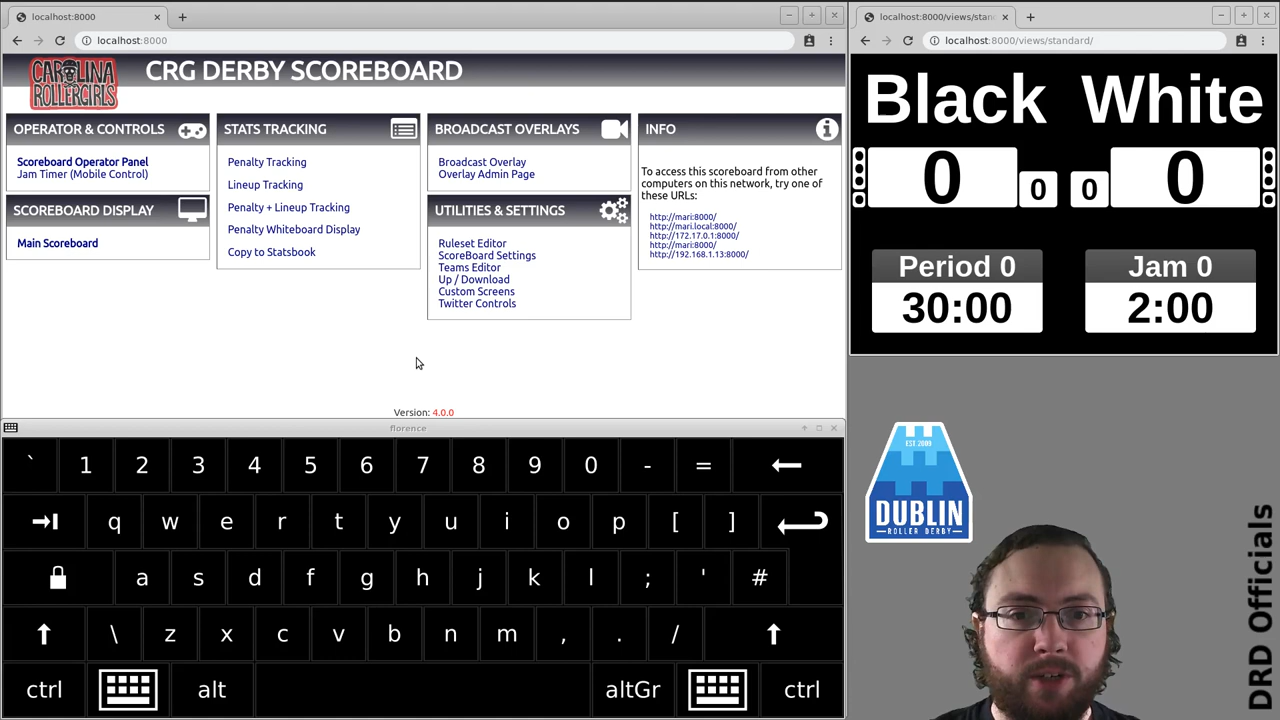 localhost:8000
localhost:8000
CAROLINA
ROLLERGIRLS
CRG DERBY SCOREBOARD
OPERATOR & CONTROLS
Scoreboard Operator Panel
Jam Timer (Mobile Control)
SCOREBOARD DISPLAY
Main Scoreboard
STATS TRACKING
Penalty Tracking
Lineup Tracking
Penalty + Lineup Tracking
Penalty Whiteboard Display
Copy to Statsbook
BROADCAST OVERLAYS
Broadcast Overlay
Overlay Admin Page
UTILITIES & SETTINGS
Ruleset Editor
ScoreBoard Settings
Teams Editor
Up / Download
Custom Screens
Twitter Controls
INFO
To access this scoreboard from other
computers on this network, try one of
these URLs:
http://mari:8000/
http://mari.local:8000/
http://172.17.0.1:8000/
http://mari:8000/
http://192.168.1.13:8000/
Version: 4.0.0
florence
` 1 2 3 4 5 6 7 8 9 0 - =
q w e r t y u i o p [ ]
a s d f g h j k l ; ' #
\ z x c v b n m , . /
ctrl alt altGr ctrl
localhost:8000/views/stan
localhost:8000/views/standard/
Black White
0 0 0 0
Period 0 Jam 0
30:00 2:00
EST 2009
DUBLIN
ROLLER DERBY
DRD Officials